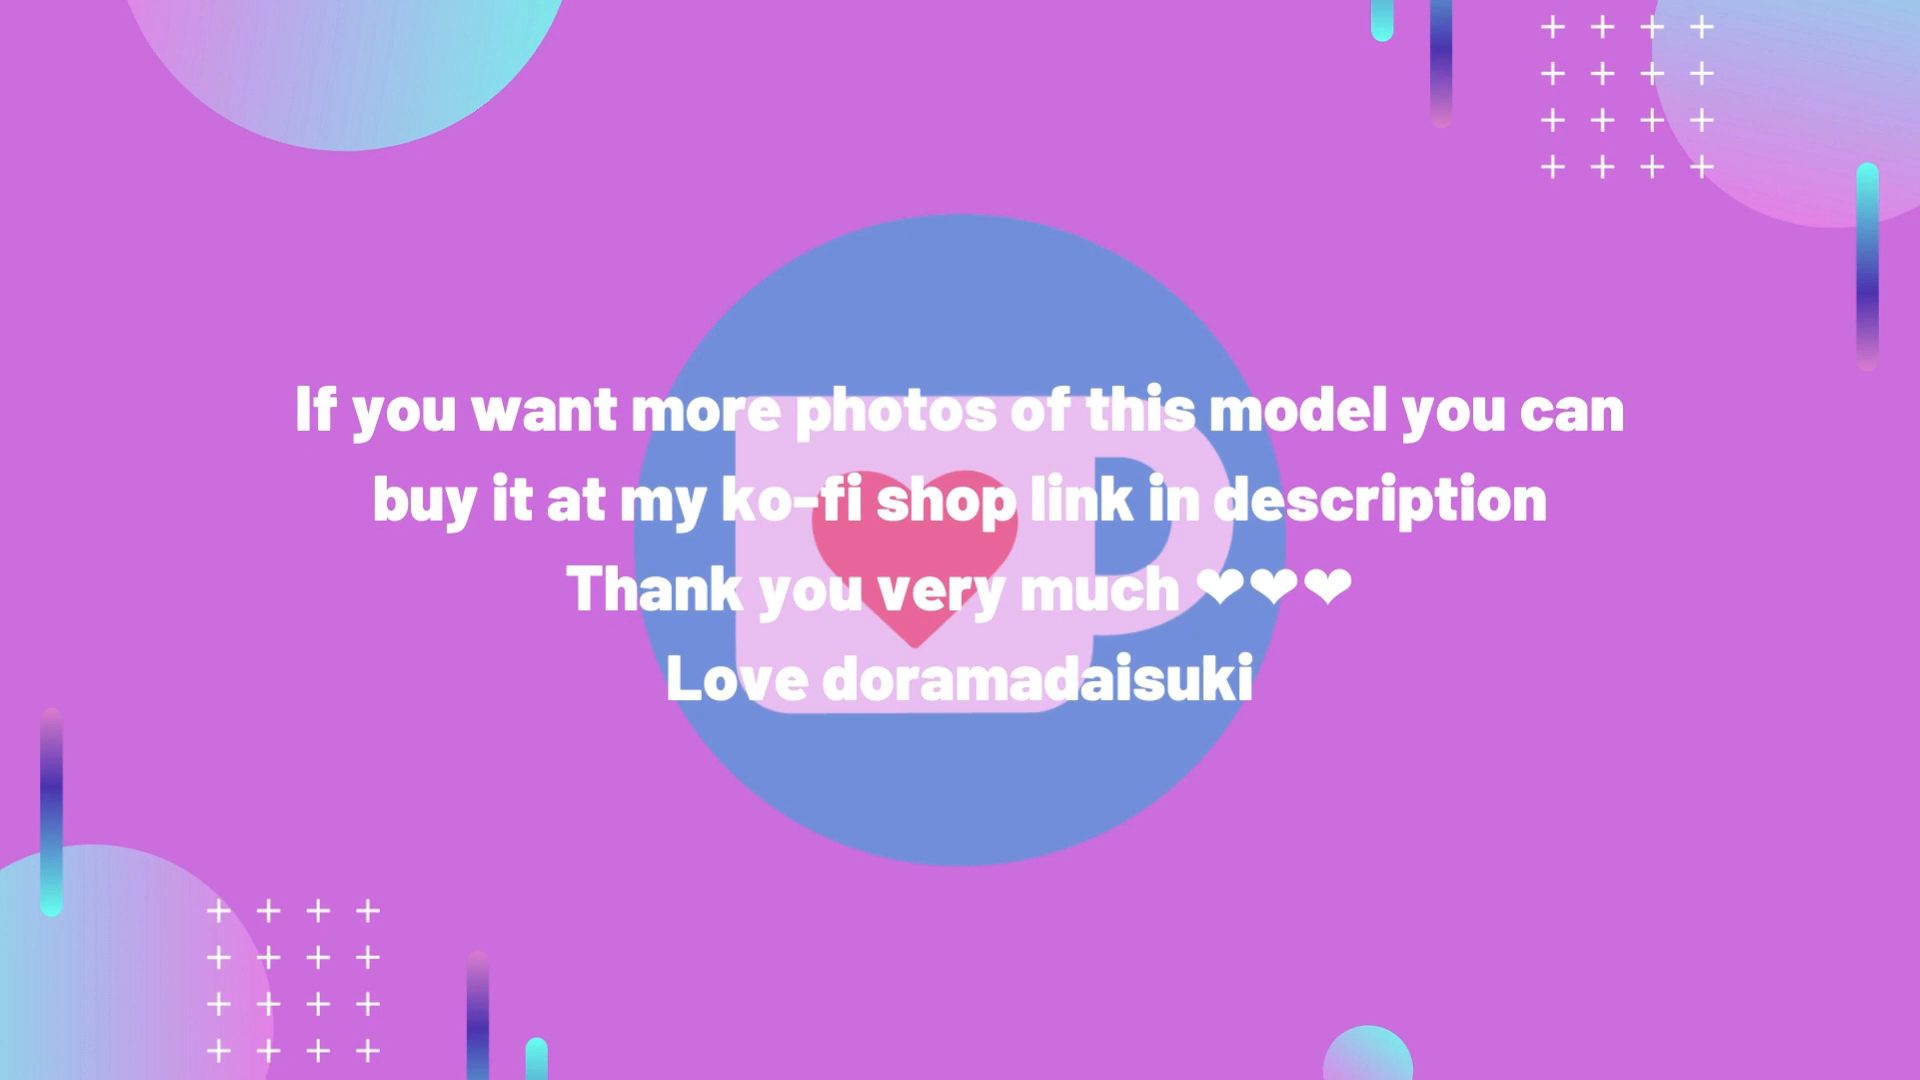 If you want more photos of this model you can
buy it at my ko-fi shop link in description
Thank you very much ❤❤❤
Love doramadaisuki